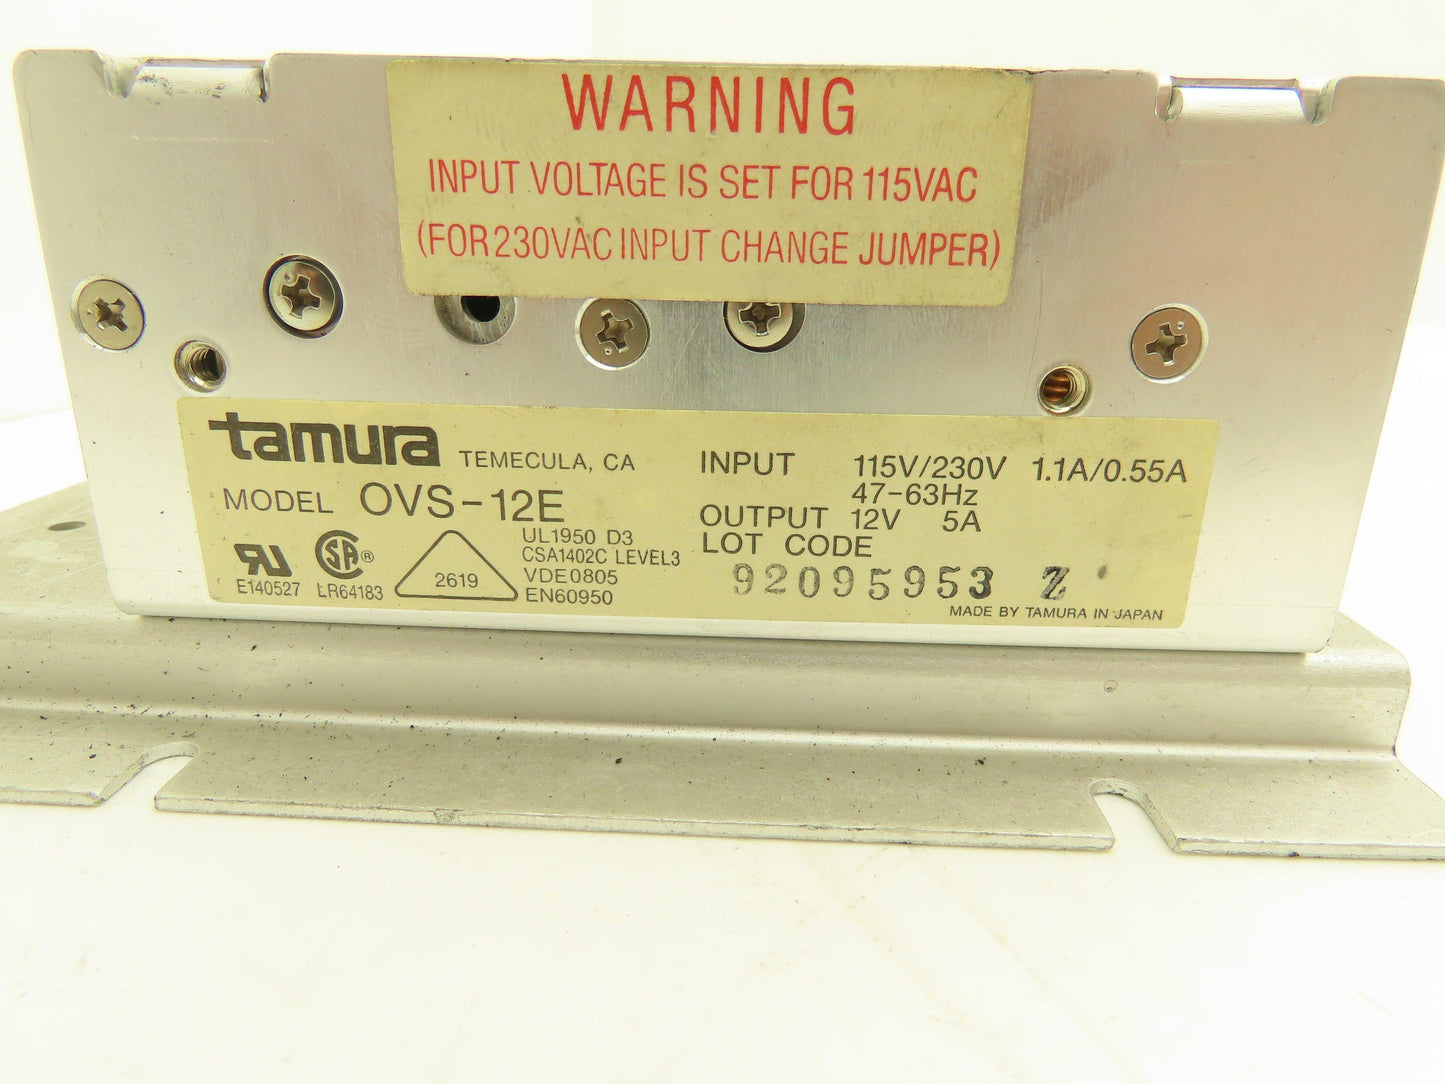 WARNING
INPUT VOLTAGE IS SET FOR 115VAC
(FOR 230VAC INPUT CHANGE JUMPER)
tamura TEMECULA, CA
MODEL OVS-12E
UL1950 D3
CSA1402C LEVEL3
VDE0805
EN60950
RU
E140527
SA®
LR64183
2619
INPUT 115V/230V 1.1A/0.55A
47-63Hz
OUTPUT 12V 5A
LOT CODE
92095953 Z
MADE BY TAMURA IN JAPAN